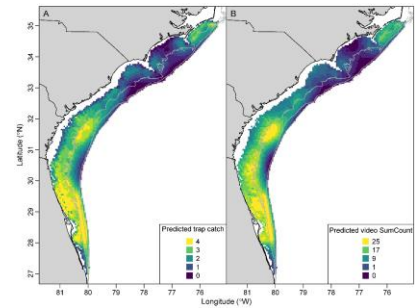 A
B
35
34
33
32
31
30
29
28
27
Latitude (°N)
Predicted trap catch
4
3
2
1
0
Predicted video SumCount
25
17
9
1
0
81 80 79 78 77 76
81 80 79 78 77 76
Longitude (°W)